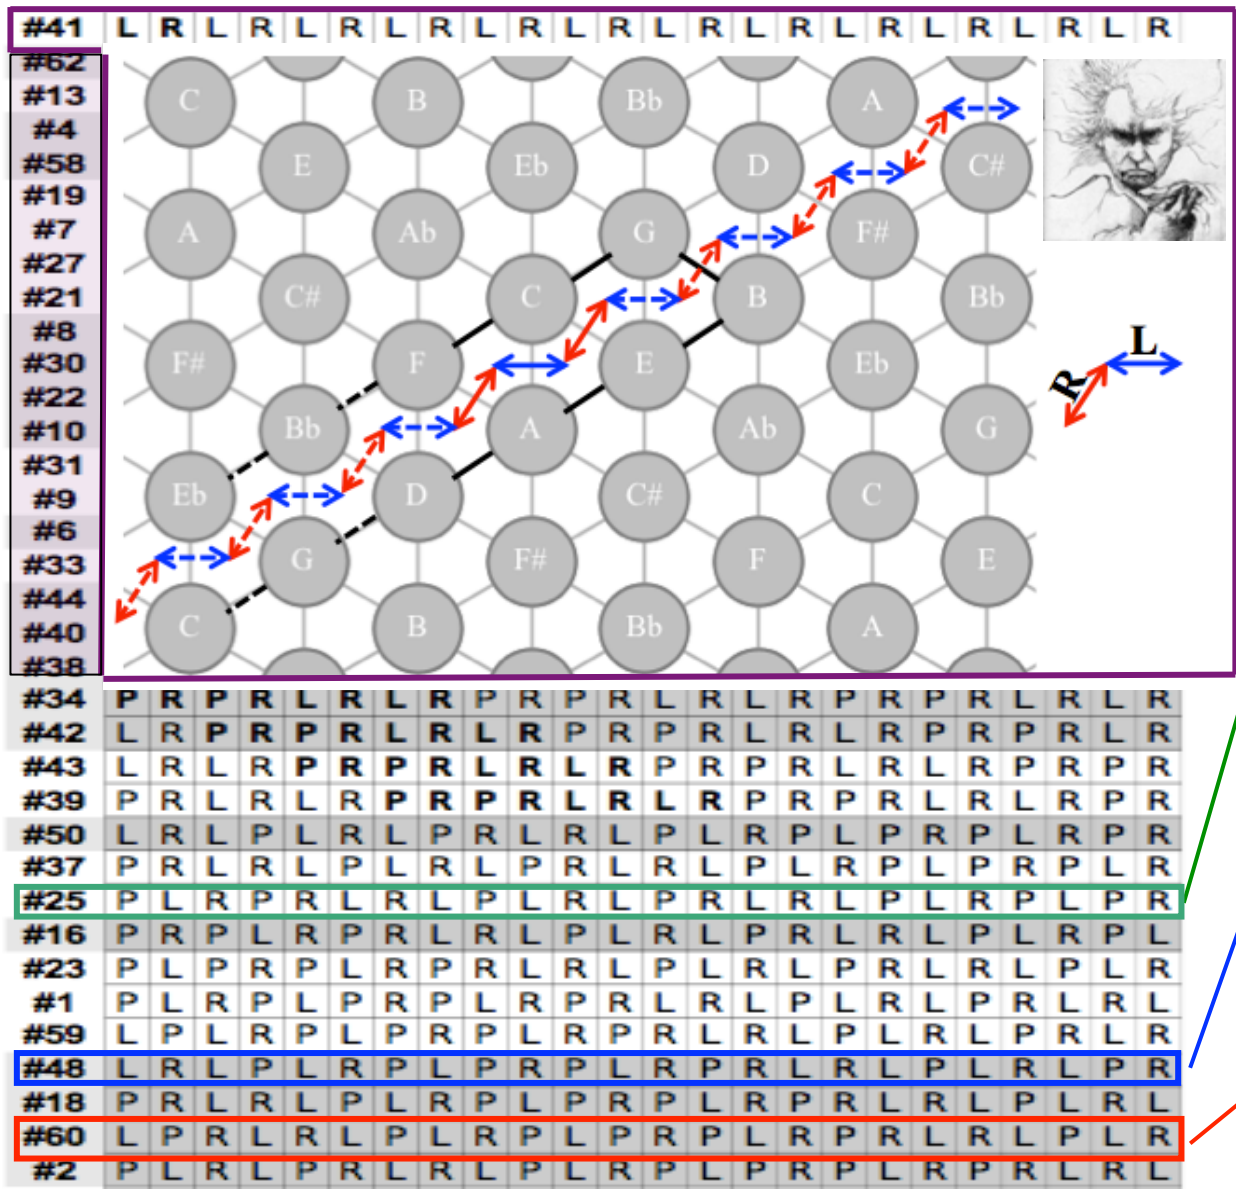 #41 L R L R L R L R L R L R L R L R L R L R L R L R
#62
#13
#4
#58
#19
#7
#27
#21
#8
#30
#22
#10
#31
#9
#6
#33
#44
#40
#38
C B Bb A
E Eb D C#
A Ab G F#
C# C B Bb
F# F E Eb
Bb A Ab G
Eb D C# C
G F# F E
C B Bb A
L
R
#34 P R P R L R L R P R P R L R L R P R P R L R L R
#42 L R P R P R L R L R P R P R L R L R P R P R L R
#43 L R L R P R P R L R L R P R P R L R L R P R P R
#39 P R L R L R P R P R L R L R P R P R L R L R P R
#50 L R L P L R L P R L R L P L R P L P R P L R P R
#37 P R L R L P L R L P R L R L P L R P L P R P L R
#25 P L R P R L R L P L R L P R L R L P L R P L P R
#16 P R P L R P R L R L P L R L P R L R L P L R P L
#23 P L P R P L R P R L R L P L R L P R L R L P L R
#1 P L R P L P R P L R P R L R L P L R L P R L R L
#59 L P L R P L P R P L R P R L R L P L R L P R L R
#48 L R L P L R P L P R P L R P R L R L P L R L P R
#18 P R L R L P L R P L P R P L R P R L R L P L R L
#60 L P R L R L P L R P L P R P L R P R L R L P L R
#2 P L R L P R L R L P L R P L P R P L R P R L R L